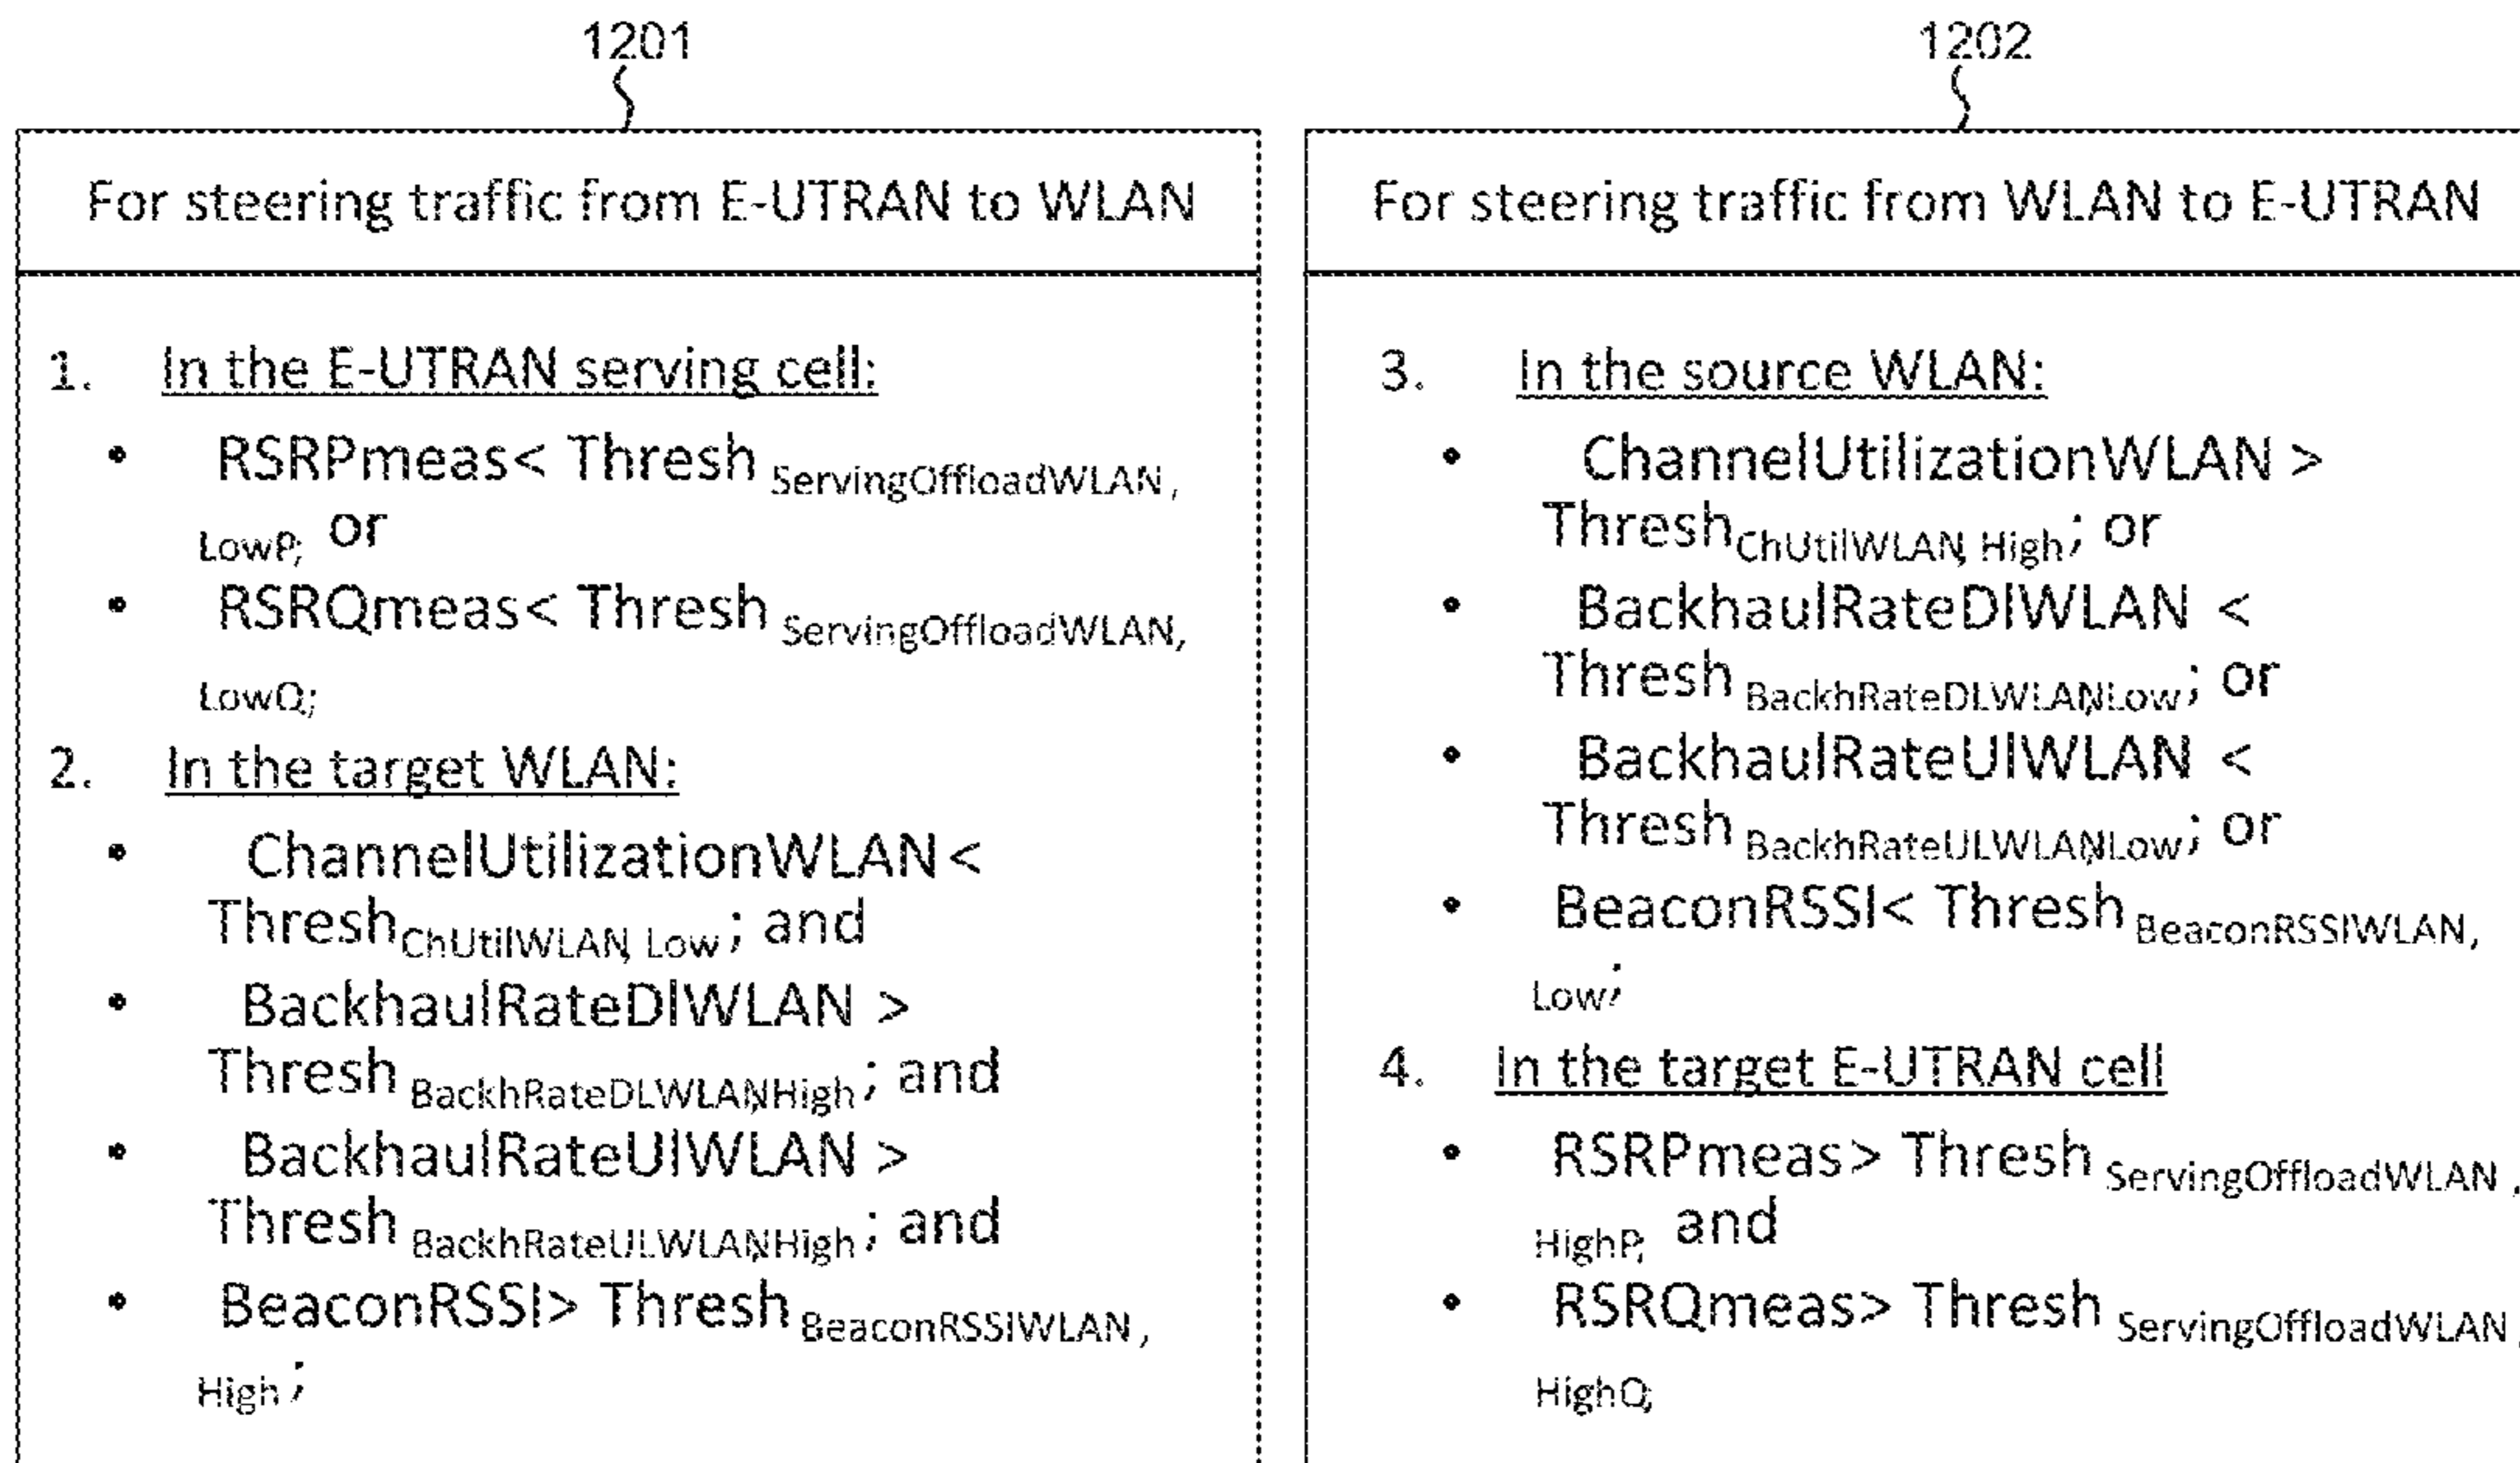 1201
For steering traffic from E-UTRAN to WLAN
1. In the E-UTRAN serving cell:
• RSRPmeas< Thresh ServingOffloadWLAN,
LowP; or
• RSRQmeas< Thresh ServingOffloadWLAN,
LowQ;
2. In the target WLAN:
• ChannelUtilizationWLAN <
ThreshChUtilWLAN, Low; and
• BackhaulRateDlWLAN >
Thresh BackhRateDLWLAN,High; and
• BackhaulRateUlWLAN >
Thresh BackhRateULWLAN,High; and
• BeaconRSSI> Thresh BeaconRSSIWLAN,
High;
1202
For steering traffic from WLAN to E-UTRAN
3. In the source WLAN:
• ChannelUtilizationWLAN >
ThreshChUtilWLAN, High; or
• BackhaulRateDlWLAN <
Thresh BackhRateDLWLAN,Low; or
• BackhaulRateUlWLAN <
Thresh BackhRateULWLAN,Low; or
• BeaconRSSI< Thresh BeaconRSSIWLAN,
Low;
4. In the target E-UTRAN cell
• RSRPmeas> Thresh ServingOffloadWLAN,
HighP, and
• RSRQmeas> Thresh ServingOffloadWLAN,
HighQ;